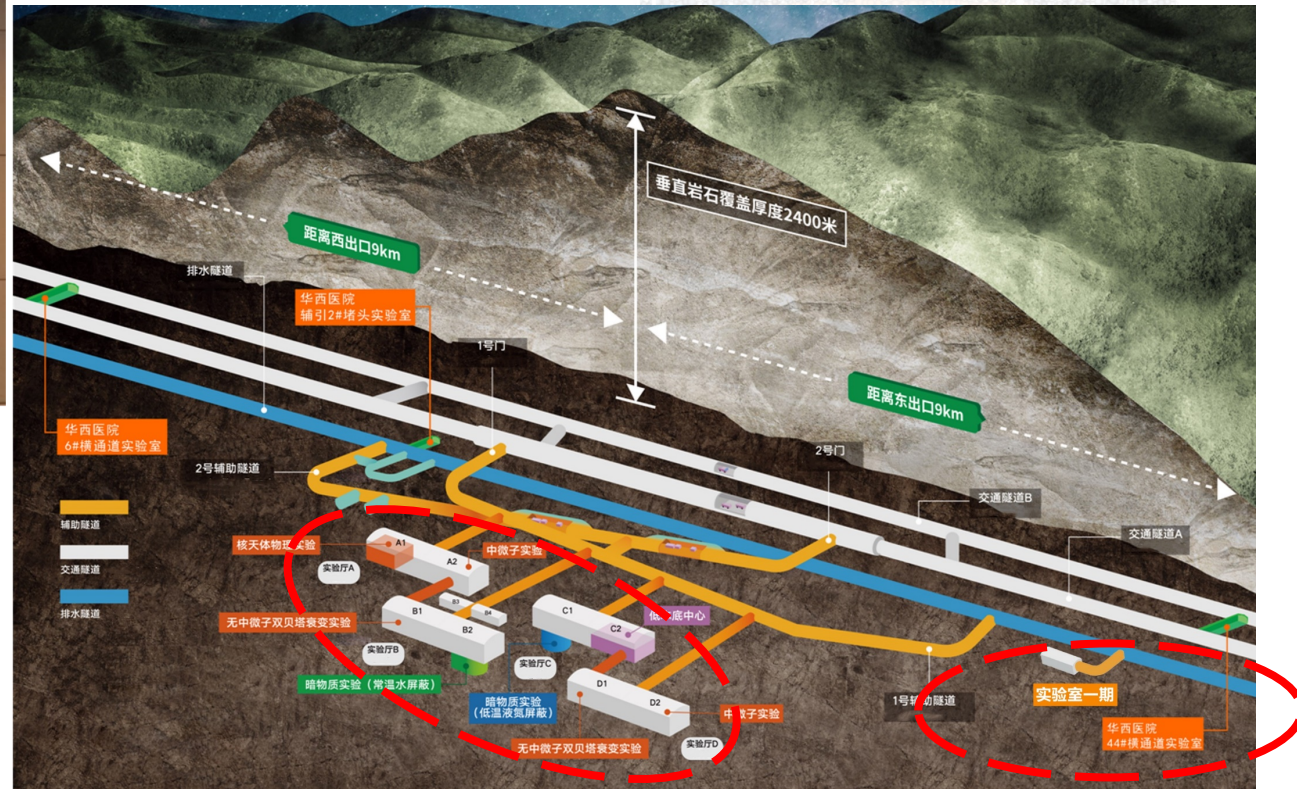 垂直岩石覆盖厚度2400米
距离西出口9km
排水隧道
华西医院
辅引2#堵头实验室
1号门
距离东出口9km
华西医院
6#横通道实验室
2号辅助隧道
2号门
交通隧道B
交通隧道A
辅助隧道
交通隧道
排水隧道
核天体物理实验
A1
A2
中微子实验
实验厅A
无中微子双贝塔衰变实验
B1
B2
B3
B4
实验厅B
暗物质实验（常温水屏蔽）
C1
C2
实验厅C
暗物质实验
（低温液氮屏蔽）
D1
D2
中微子实验
无中微子双贝塔衰变实验
实验厅D
1号辅助隧道
实验室一期
华西医院
44#横通道实验室